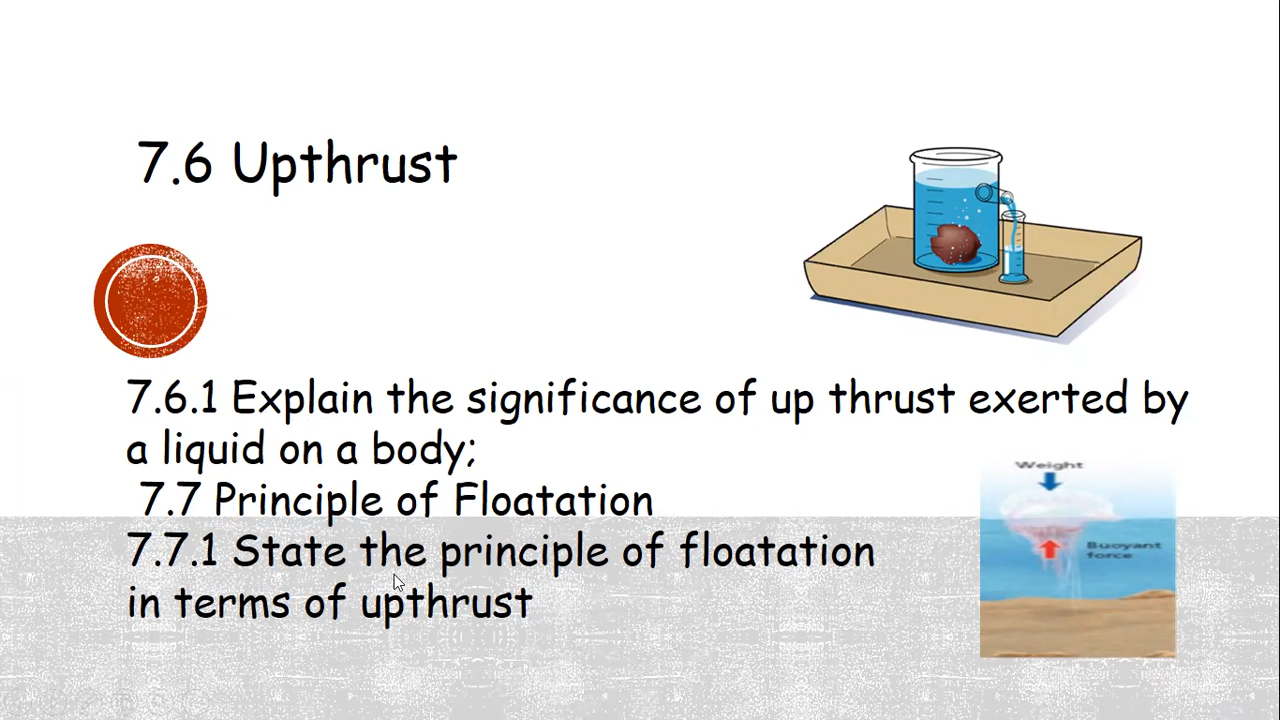 7.6 Upthrust
7.6.1 Explain the significance of up thrust exerted by
a liquid on a body;
7.7 Principle of Floatation
7.7.1 State the principle of floatation
in terms of upthrust
Weight
Buoyant
force